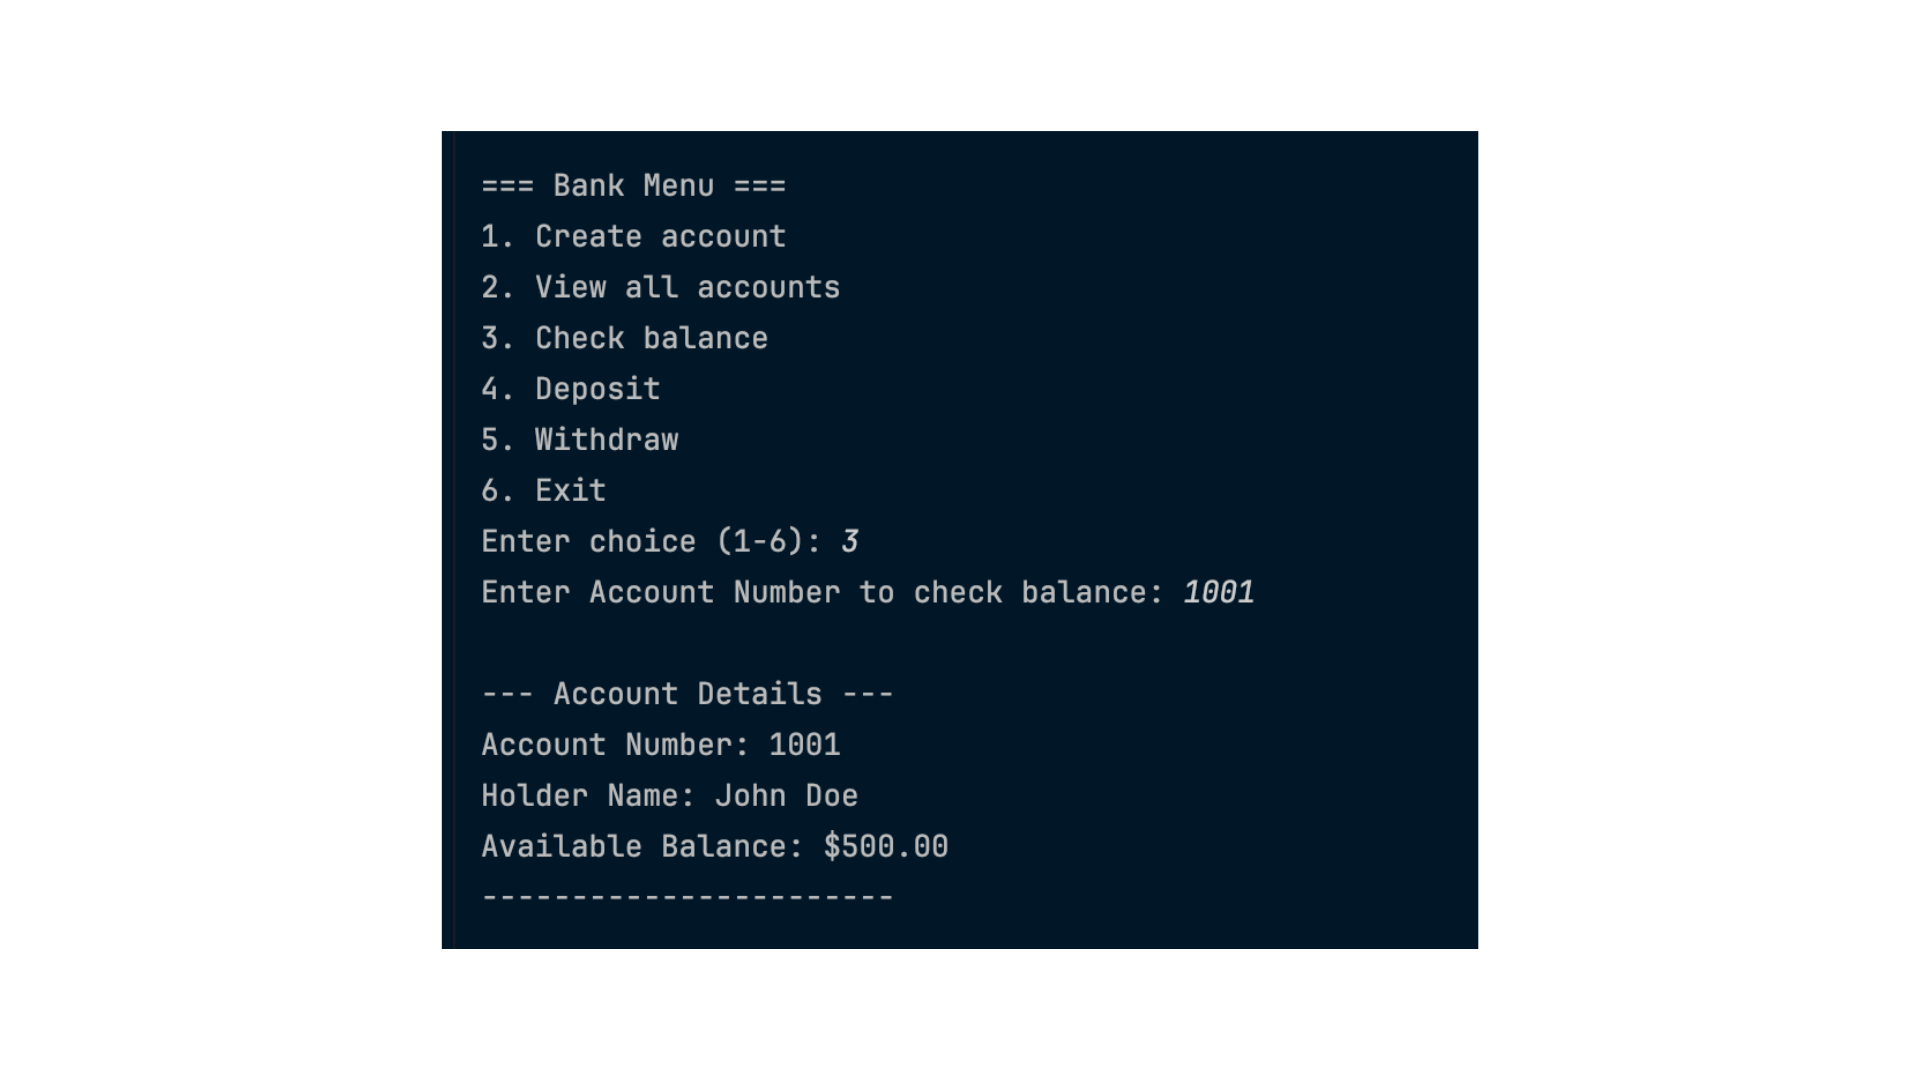 === Bank Menu ===
1. Create account
2. View all accounts
3. Check balance
4. Deposit
5. Withdraw
6. Exit
Enter choice (1-6): 3
Enter Account Number to check balance: 1001
--- Account Details ---
Account Number: 1001
Holder Name: John Doe
Available Balance: $500.00
-----------------------